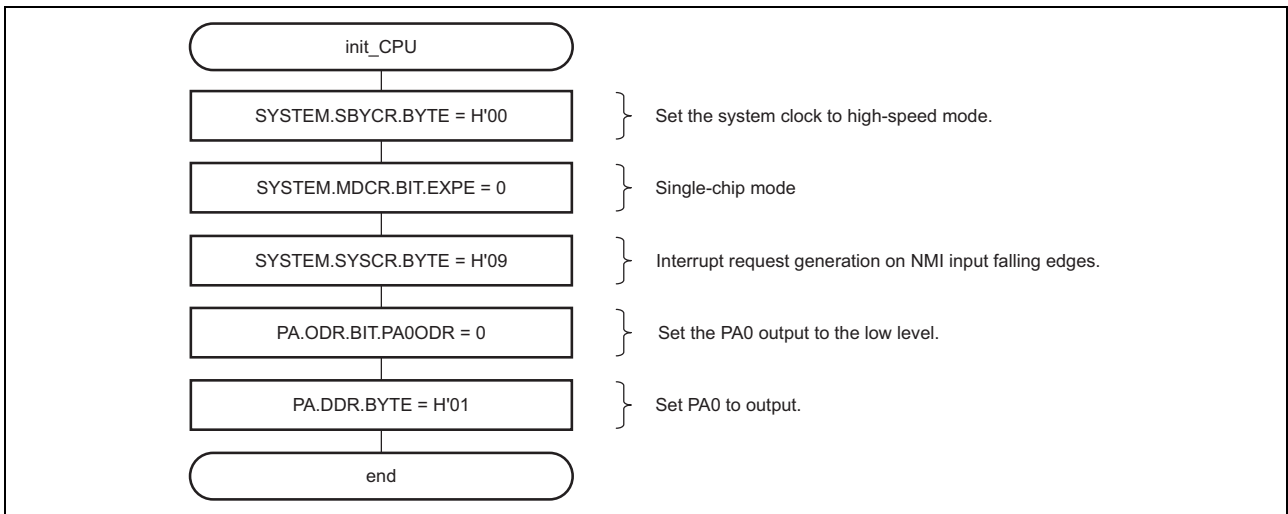 init_CPU
SYSTEM.SBYCR.BYTE = H'00
Set the system clock to high-speed mode.
SYSTEM.MDCR.BIT.EXPE = 0
Single-chip mode
SYSTEM.SYSCR.BYTE = H'09
Interrupt request generation on NMI input falling edges.
PA.ODR.BIT.PA0ODR = 0
Set the PA0 output to the low level.
PA.DDR.BYTE = H'01
Set PA0 to output.
end